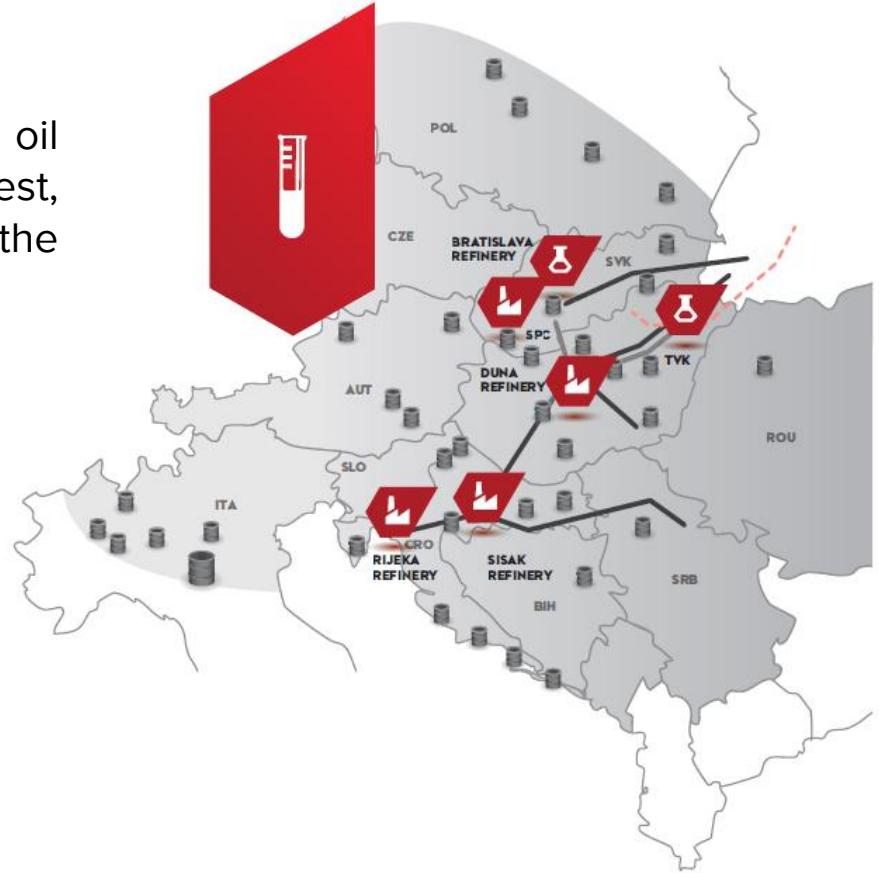 oil
est,
the
POL
CZE
BRATISLAVA
REFINERY
SVK
SPC
TVK
DUNA
REFINERY
AUT
ROU
SLO
ITA
CRO
RIJEKA
REFINERY
SISAK
REFINERY
SRB
BIH